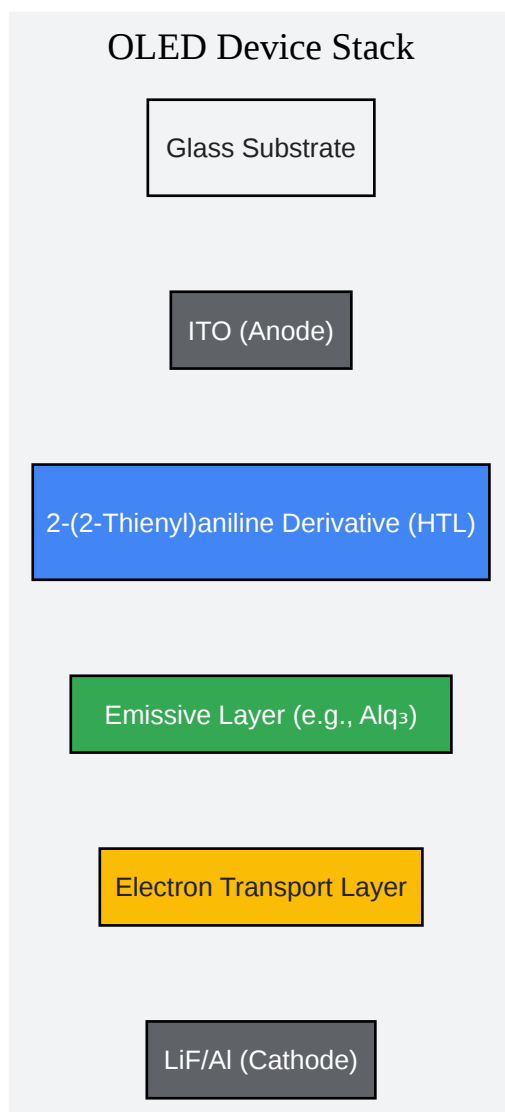 OLED Device Stack
Glass Substrate
ITO (Anode)
2-(2-Thienyl)aniline Derivative (HTL)
Emissive Layer (e.g., Alq₃)
Electron Transport Layer
LiF/Al (Cathode)